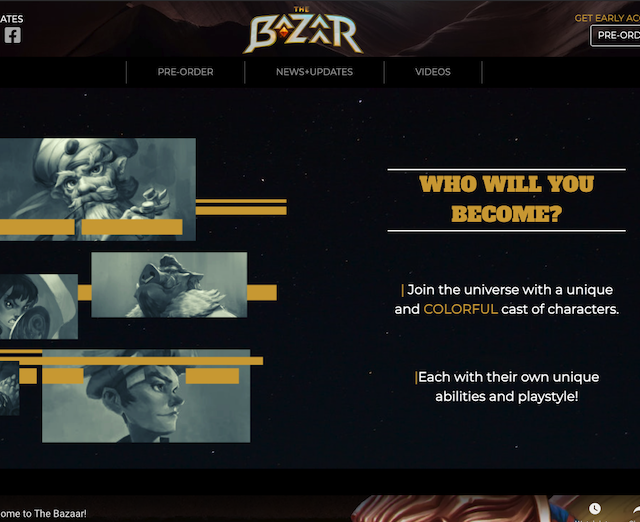 ATES
THE
BAZAAR
GET EARLY AC
PRE-ORD
PRE-ORDER
NEWS+UPDATES
VIDEOS
WHO WILL YOU
BECOME?
| Join the universe with a unique
and COLORFUL cast of characters.
|Each with their own unique
abilities and playstyle!
ome to The Bazaar!